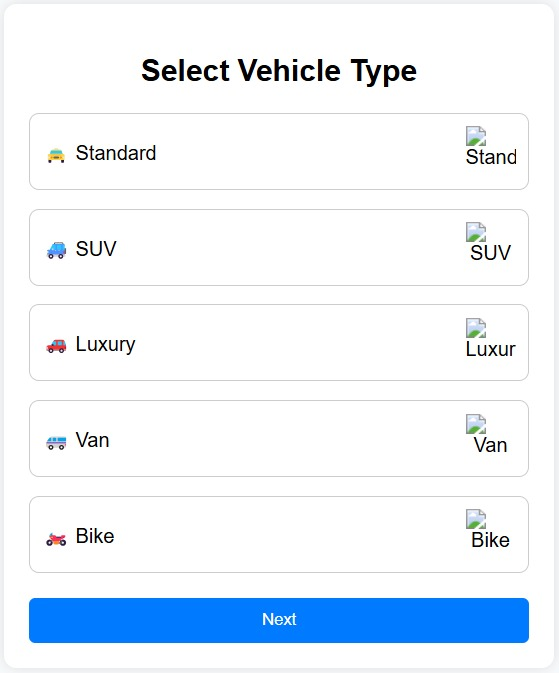 Select Vehicle Type
🚖 Standard
Stand
🚙 SUV
SUV
🚗 Luxury
Luxur
🚐 Van
Van
🏍️ Bike
Bike
Next